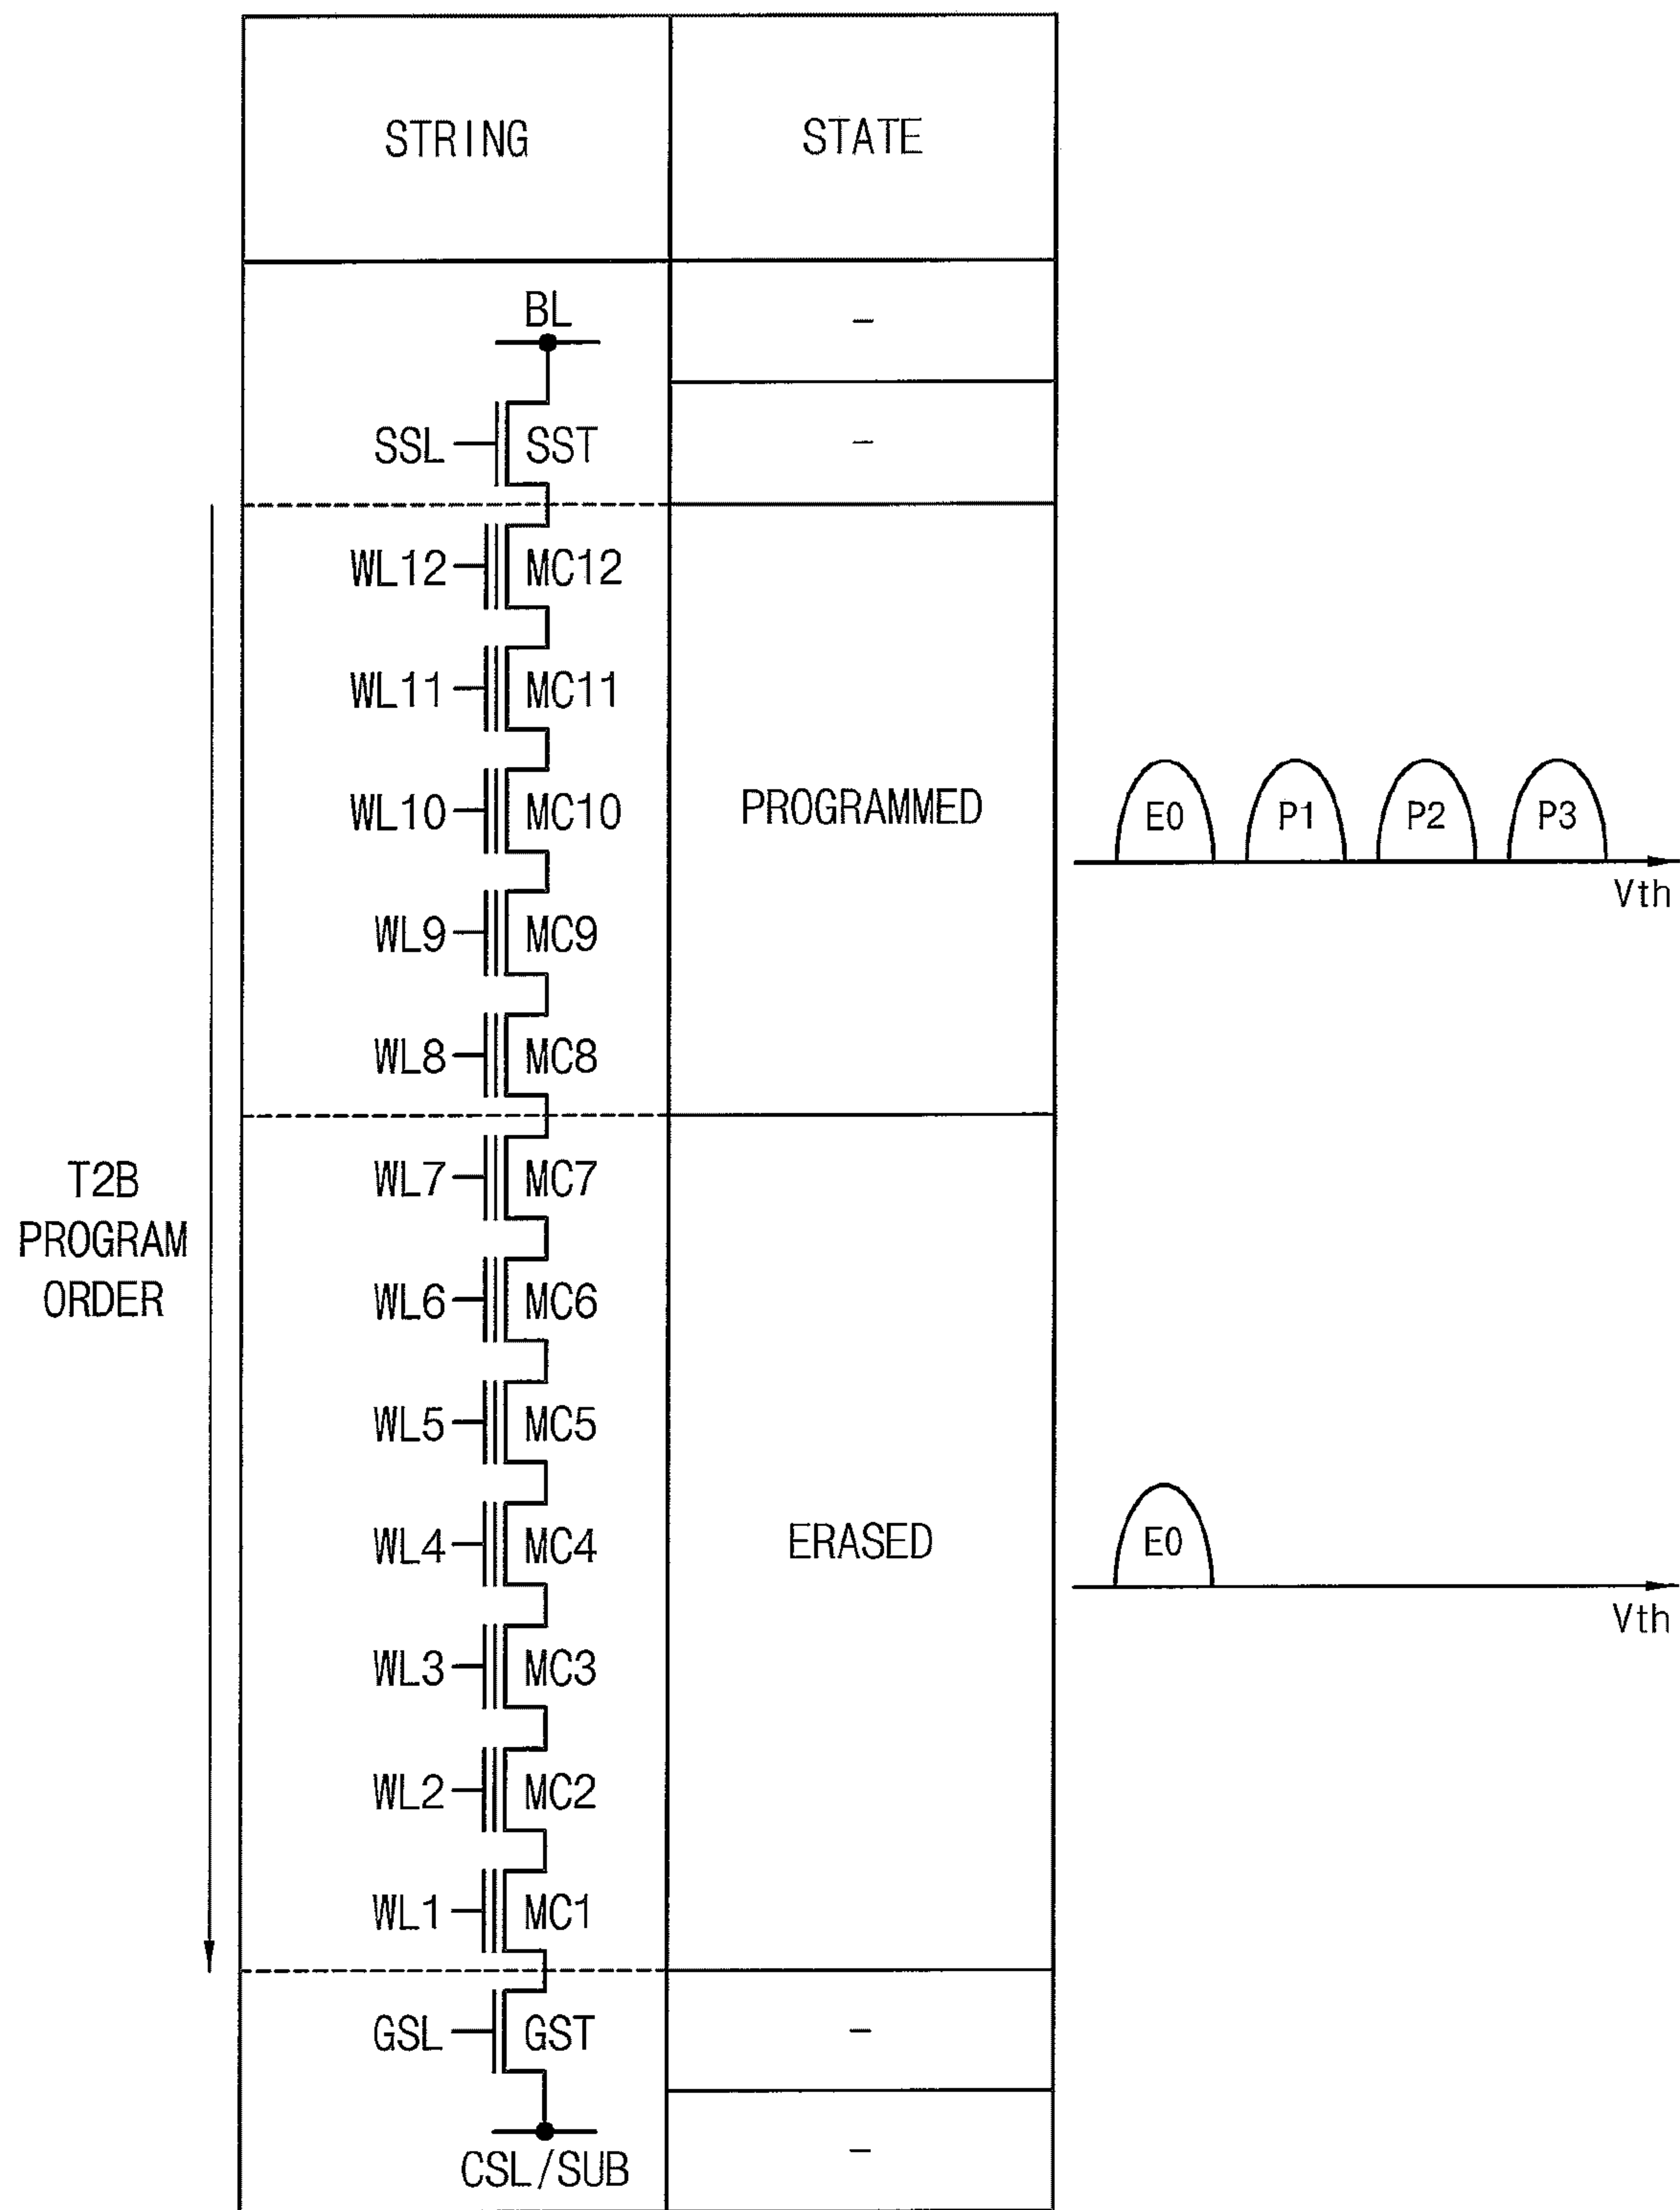 STRING STATE
BL -
SSL SST -
WL12 MC12
WL11 MC11
WL10 MC10 PROGRAMMED E0 P1 P2 P3
Vth
WL9 MC9
WL8 MC8
T2B
PROGRAM
ORDER
WL7 MC7
WL6 MC6
WL5 MC5
WL4 MC4 ERASED E0
Vth
WL3 MC3
WL2 MC2
WL1 MC1
GSL GST -
CSL/SUB -